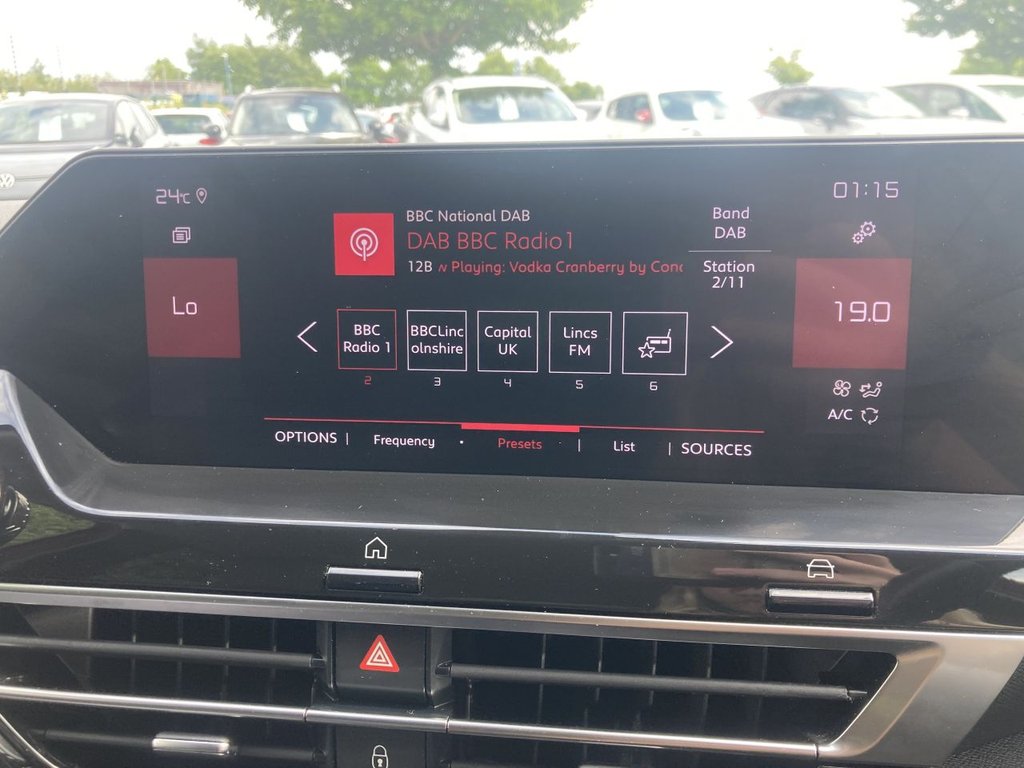 24°C
01:15
BBC National DAB
DAB BBC Radio 1
12B n Playing: Vodka Cranberry by Cond
Band
DAB
Station
2/11
Lo
19.0
BBC
Radio 1
BBCLinc
olnshire
Capital
UK
Lincs
FM
2
3
4
5
6
A/C
OPTIONS | Frequency • Presets | List | SOURCES